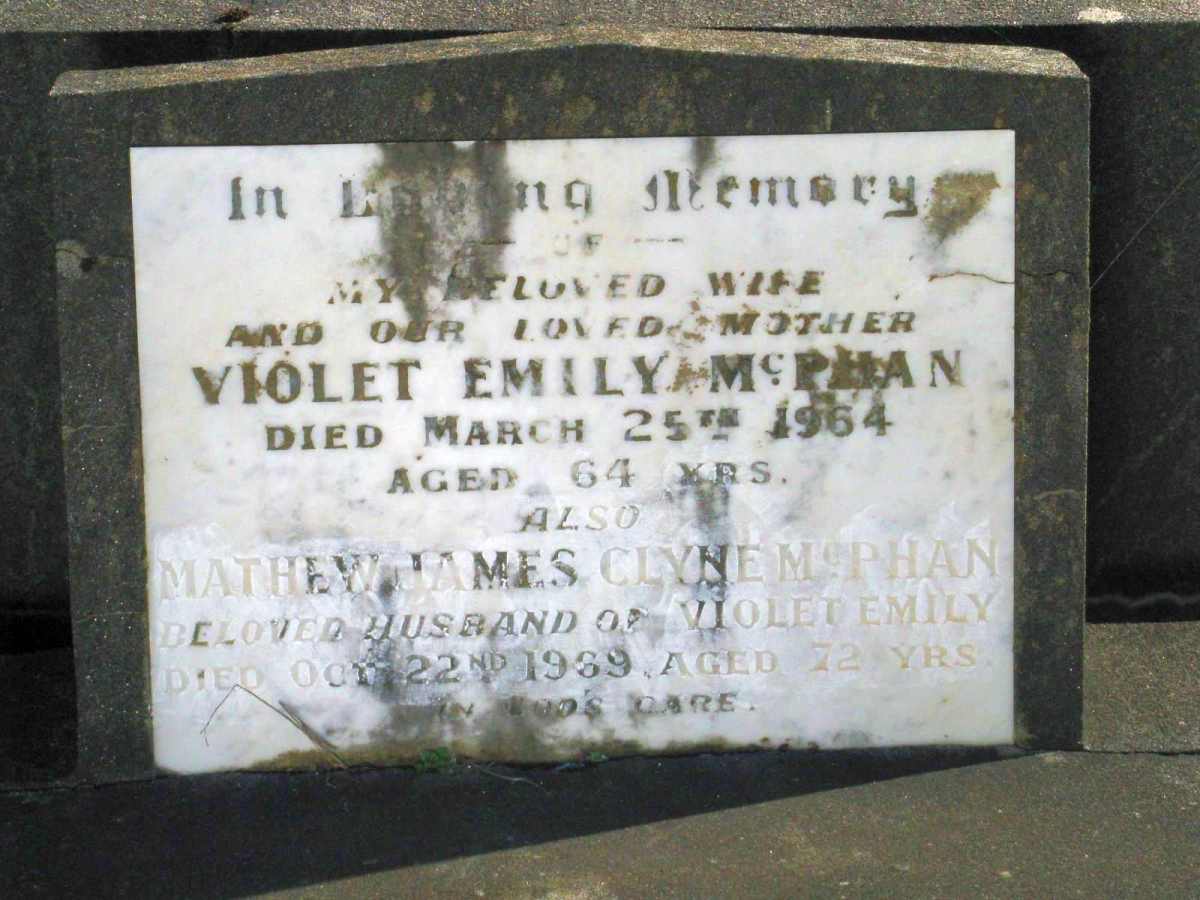 In Loving Memory
— OF —
MY BELOVED WIFE
AND OUR LOVED MOTHER
VIOLET EMILY McPHAN
DIED MARCH 25TH 1964
AGED 64 YRS.
ALSO
MATHEW JAMES CLYNE McPHAN
BELOVED HUSBAND OF VIOLET EMILY
DIED OCT 22ND 1969. AGED 72 YRS.
IN GOD'S CARE.